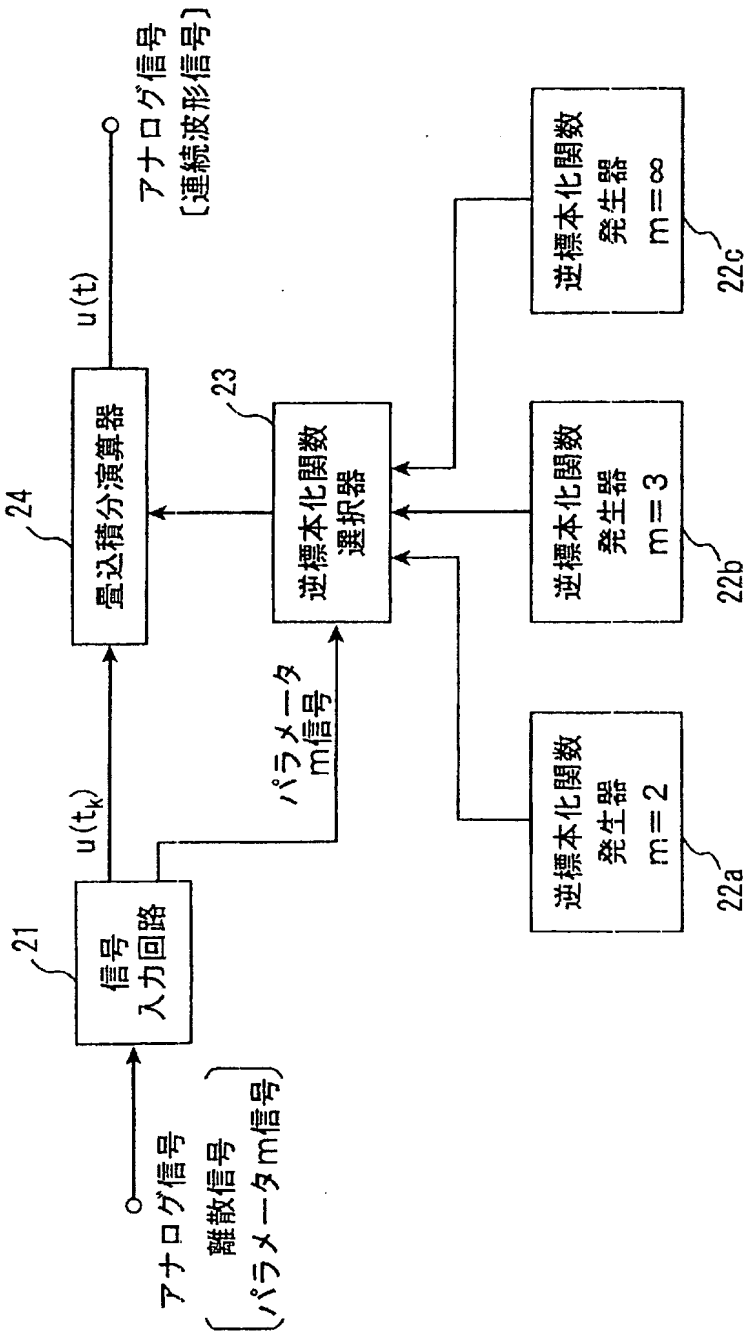 アナログ信号
離散信号
パラメータm信号
21
信号
入力回路
u(tk)
パラメータ
m信号
24
畳込積分演算器
u(t)
アナログ信号
[連続波形信号]
23
逆標本化関数
選択器
逆標本化関数
発生器
m=2
22a
逆標本化関数
発生器
m=3
22b
逆標本化関数
発生器
m=∞
22c